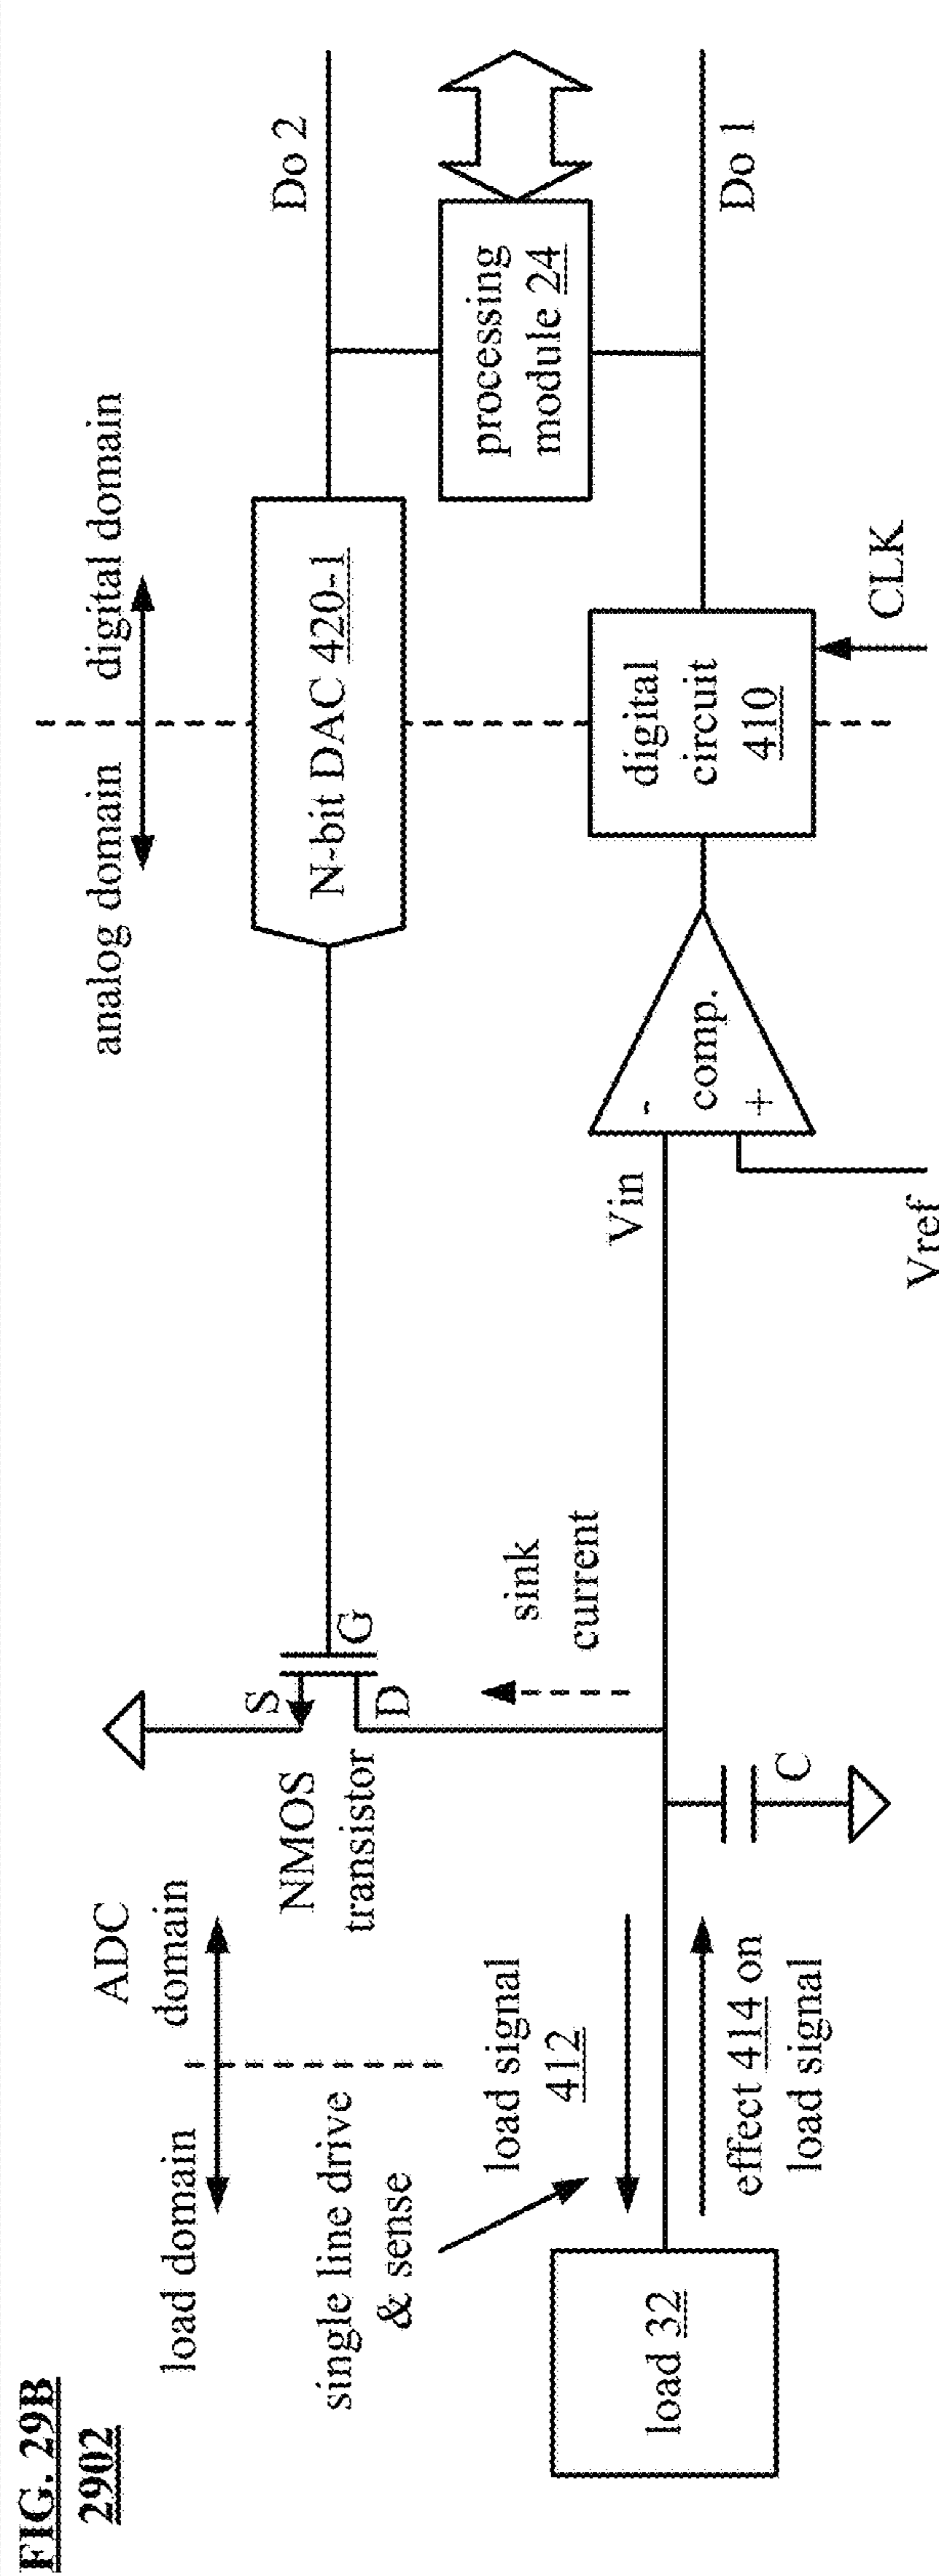 FIG. 29B
2902
load domain
ADC
domain
analog domain
digital domain
single line drive
& sense
NMOS
transistor
S
G
D
N-bit DAC 420-1
Do 2
load signal
412
sink
current
processing
module 24
load 32
effect 414 on
load signal
C
Vin
-
comp.
+
Vref
digital
circuit
410
CLK
Do 1